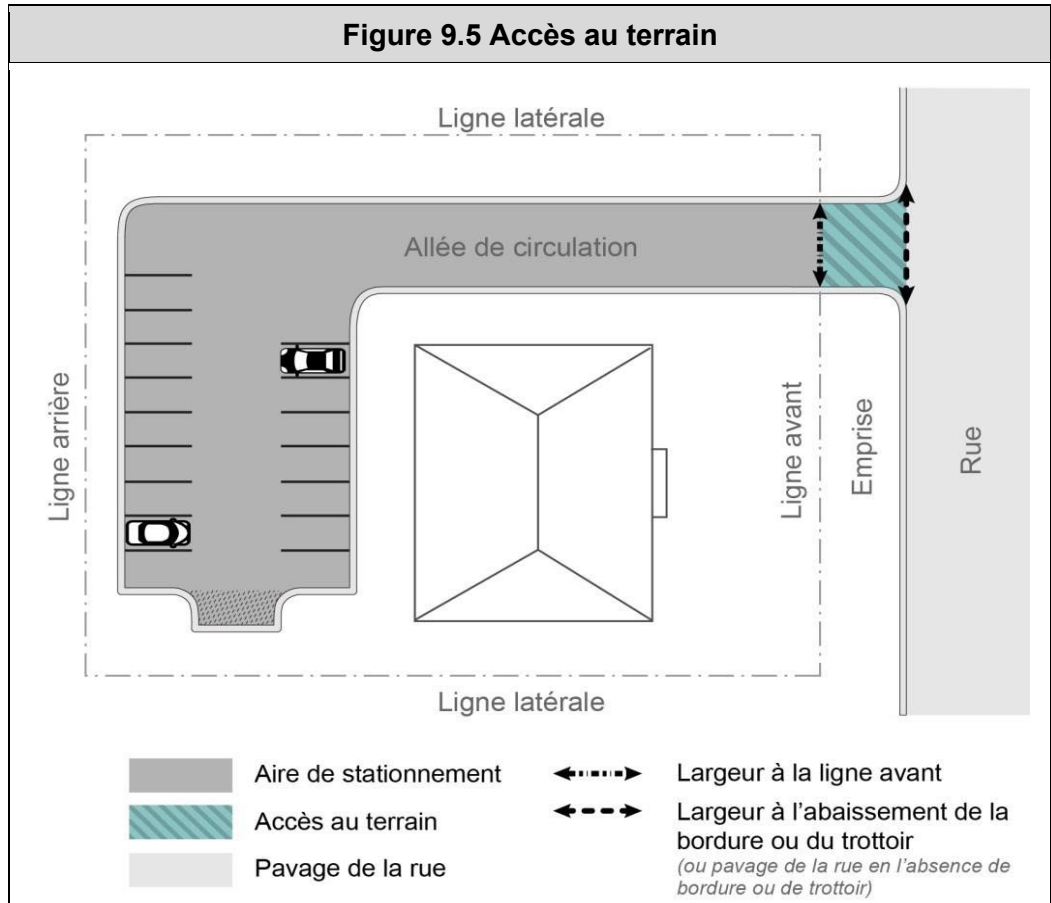 Figure 9.5 Accès au terrain
Ligne latérale
Allée de circulation
Ligne arrière
Ligne avant
Emprise
Rue
Ligne latérale
Aire de stationnement
Accès au terrain
Pavage de la rue
Largeur à la ligne avant
Largeur à l'abaissement de la
bordure ou du trottoir
(ou pavage de la rue en l'absence de
bordure ou de trottoir)